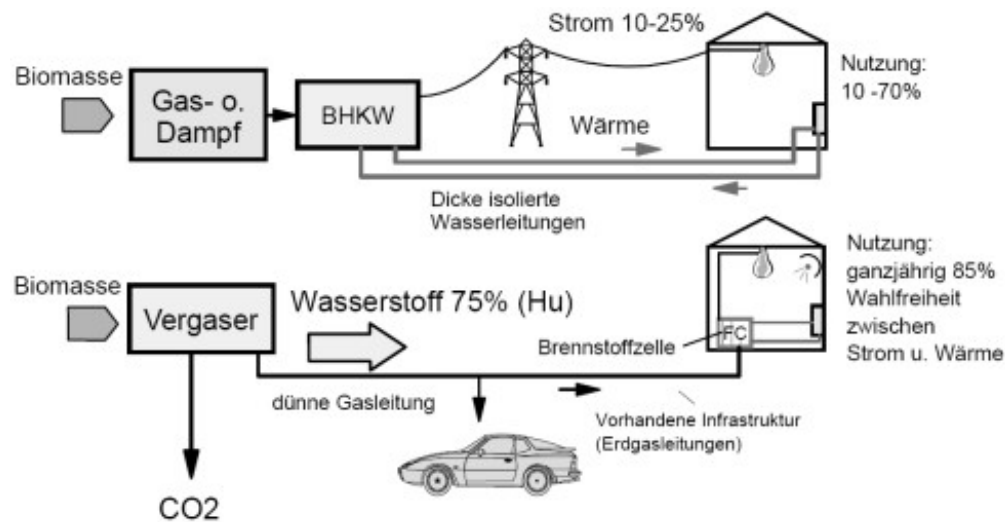 Strom 10-25%
Biomasse
Gas- o.
Dampf
BHKW
Nutzung:
10 -70%
Wärme
Dicke isolierte
Wasserleitungen
Biomasse
Vergaser
Wasserstoff 75% (Hu)
Brennstoffzelle
FC
Nutzung:
ganzjährig 85%
Wahlfreiheit
zwischen
Strom u. Wärme
dünne Gasleitung
Vorhandene Infrastruktur
(Erdgasleitungen)
CO2